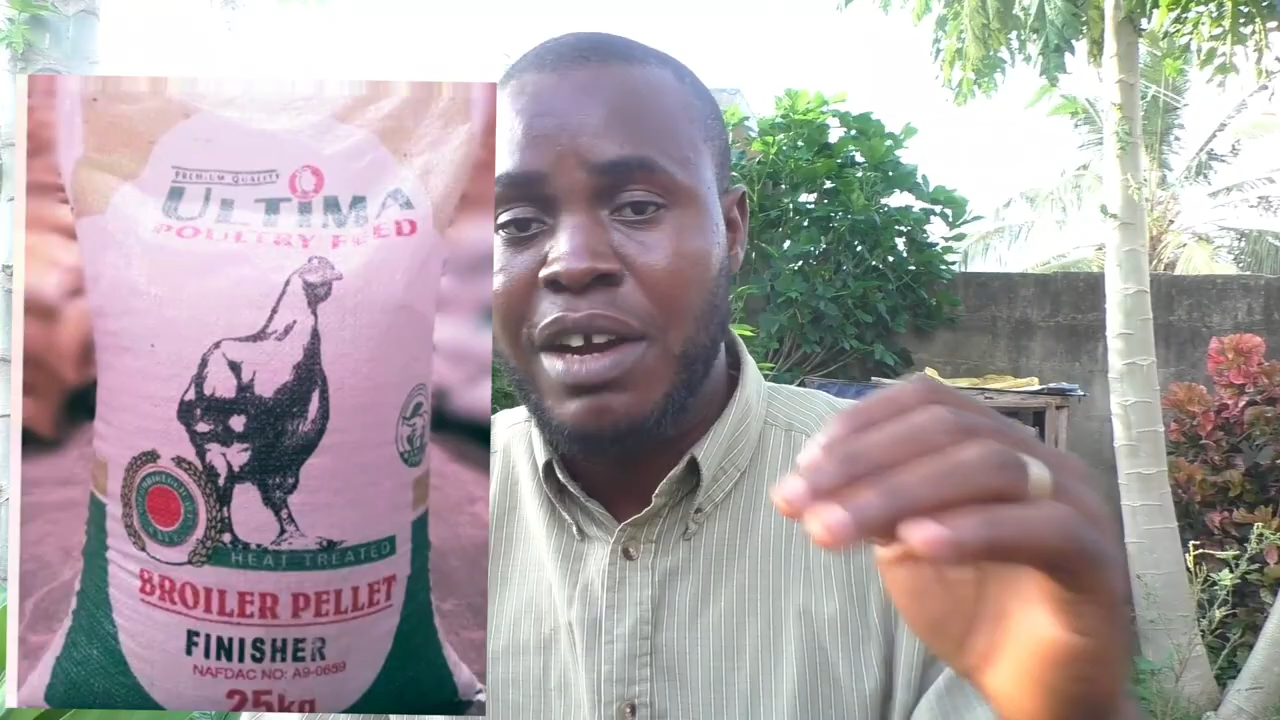 PREMIUM QUALITY
ULTIMA
POULTRY FEED
HEAT TREATED
BROILER PELLET
FINISHER
NAFDAC NO: A9-0659
25kg